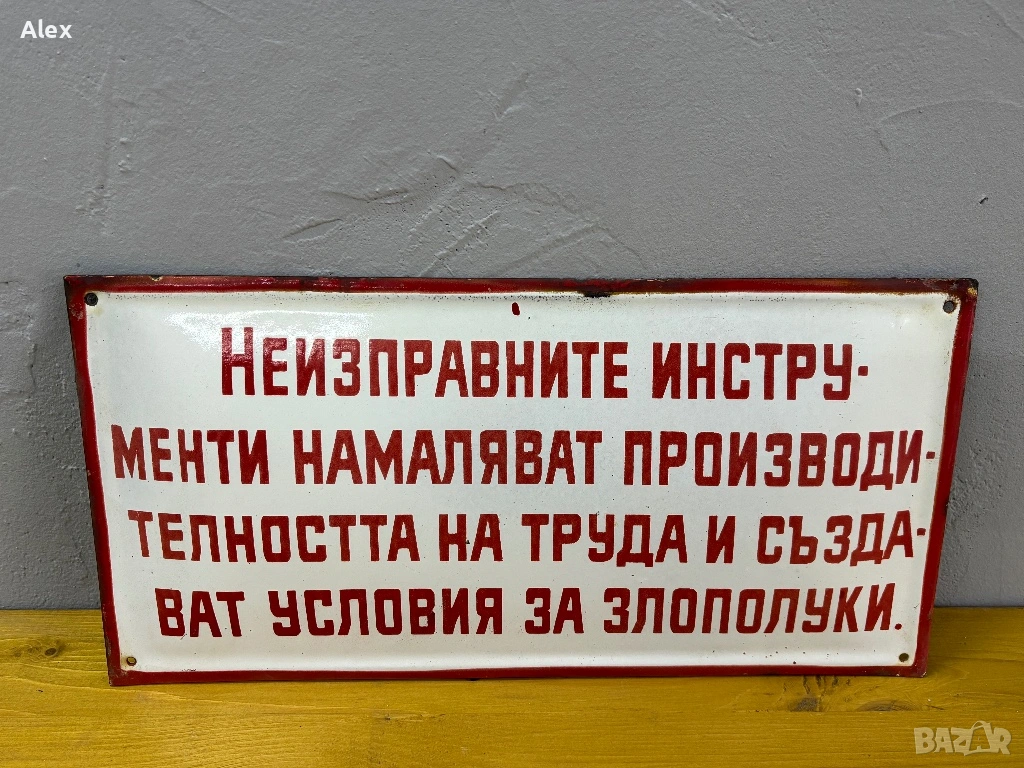 Alex
НЕИЗПРАВНИТЕ ИНСТРУ-
МЕНТИ НАМАЛЯВАТ ПРОИЗВОДИ-
ТЕЛНОСТТА НА ТРУДА И СЪЗДА-
ВАТ УСЛОВИЯ ЗА ЗЛОПОЛУКИ.
BAZAR